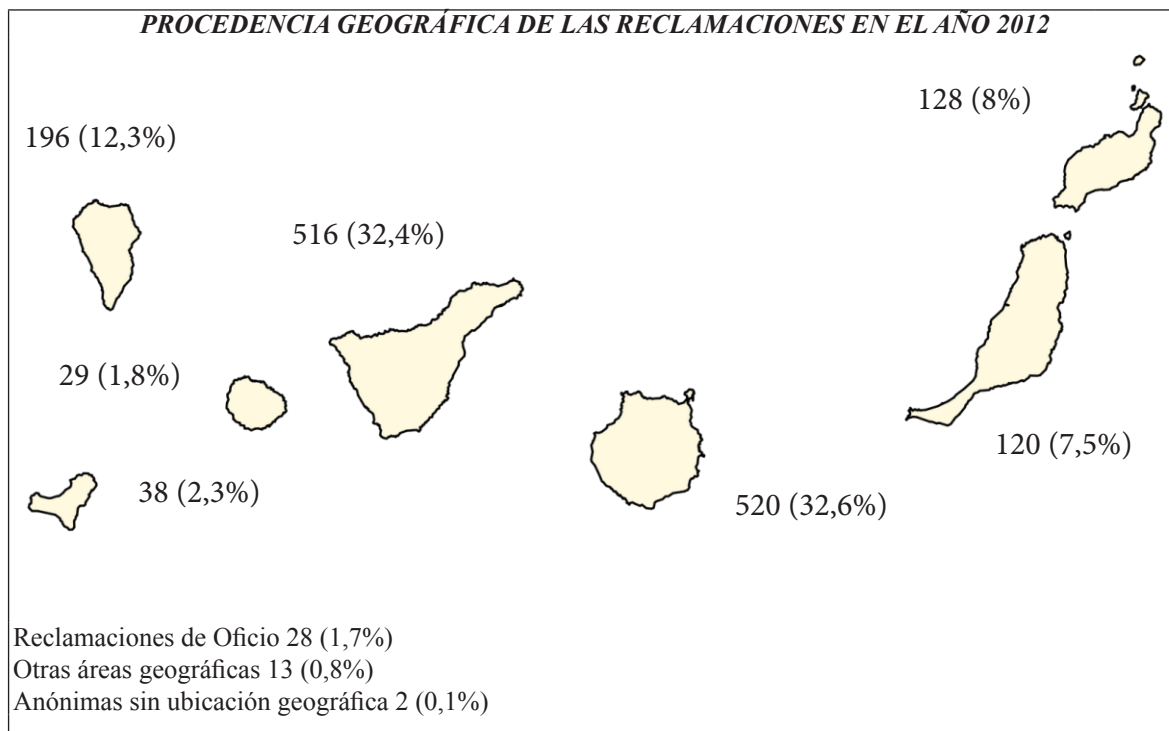 PROCEDENCIA GEOGRÁFICA DE LAS RECLAMACIONES EN EL AÑO 2012
128 (8%)
196 (12,3%)
516 (32,4%)
29 (1,8%)
120 (7,5%)
38 (2,3%)
520 (32,6%)
Reclamaciones de Oficio 28 (1,7%)
Otras áreas geográficas 13 (0,8%)
Anónimas sin ubicación geográfica 2 (0,1%)